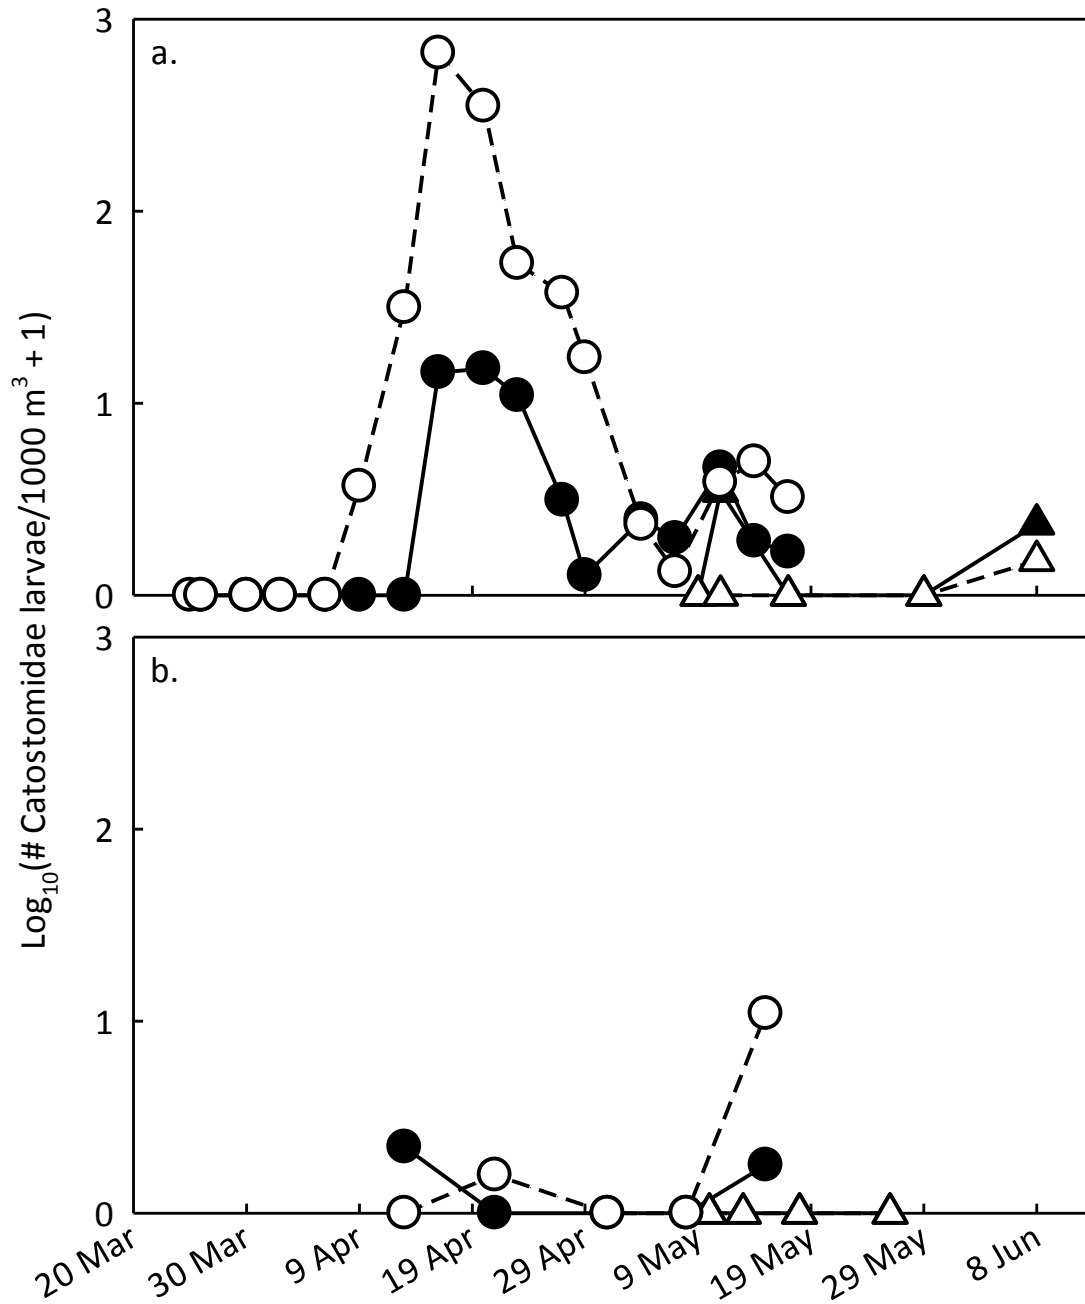 3
a.
2
1
0
Log10(# Catostomidae larvae/1000 m3 + 1)
3
b.
2
1
0
20 Mar
30 Mar
9 Apr
19 Apr
29 Apr
9 May
19 May
29 May
8 Jun